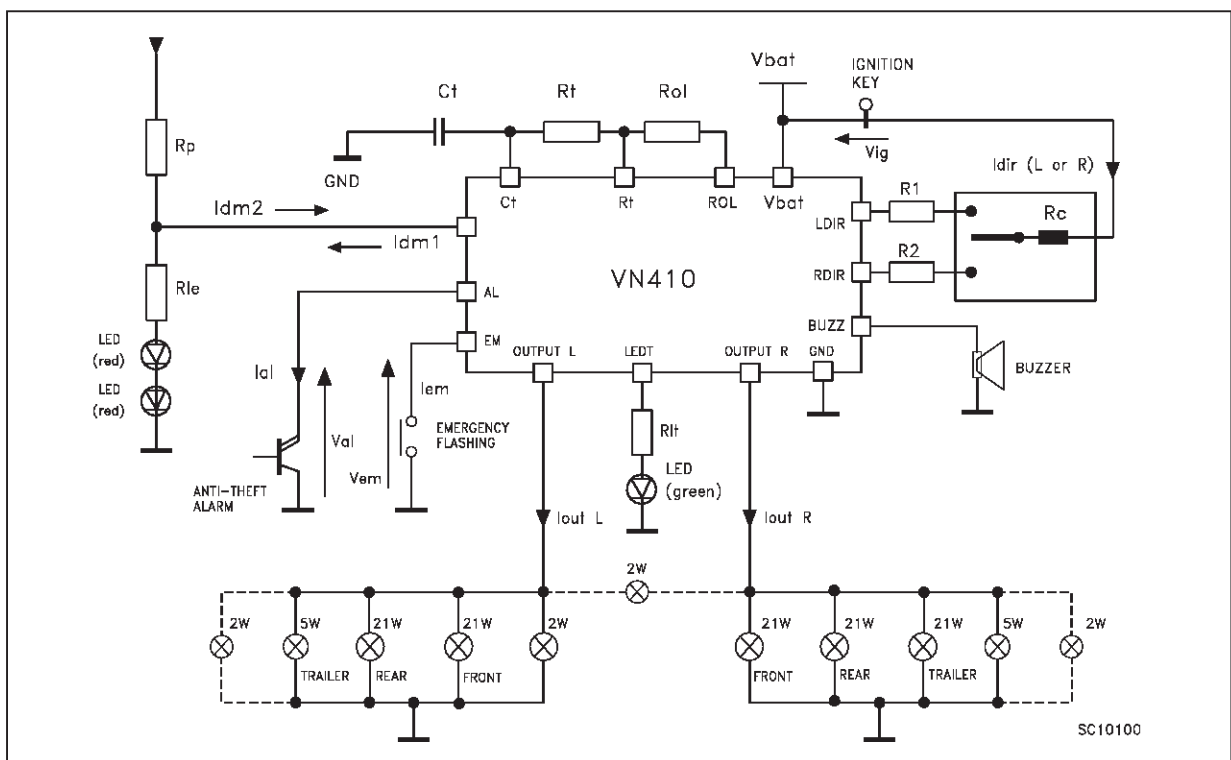 Vbat
IGNITION
KEY
Ct
Rt
Rol
Rp
GND
Vig
Idir (L or R)
Ct
Rt
ROL
Vbat
Idm2
Idm1
LDIR
R1
Rc
R2
RDIR
VN410
Rle
AL
EM
BUZZ
BUZZER
LED
(red)
LED
(red)
OUTPUT L
LEDT
OUTPUT R
GND
Ial
Iem
Val
Vem
EMERGENCY
FLASHING
Rlt
LED
(green)
ANTI-THEFT
ALARM
Iout L
Iout R
2W
2W
5W
21W
21W
2W
21W
21W
21W
5W
2W
TRAILER
REAR
FRONT
FRONT
REAR
TRAILER
SC10100